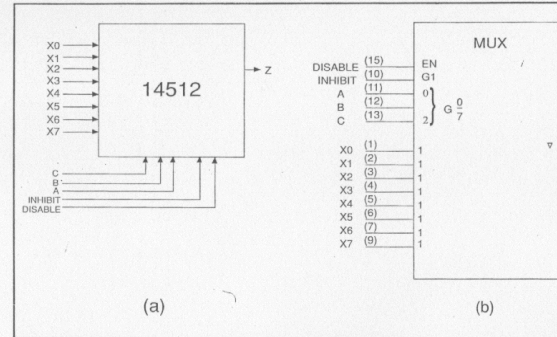 X0
X1
X2
X3
X4
X5
X6
X7
14512
Z
C
B
A
INHIBIT
DISABLE
(a)
MUX
DISABLE (15) EN
INHIBIT (10) G1
A (11) 0
B (12)
C (13) 2
G 0/7
X0 (1) 1
X1 (2) 1
X2 (3) 1
X3 (4) 1
X4 (5) 1
X5 (6) 1
X6 (7) 1
X7 (9) 1
(b)